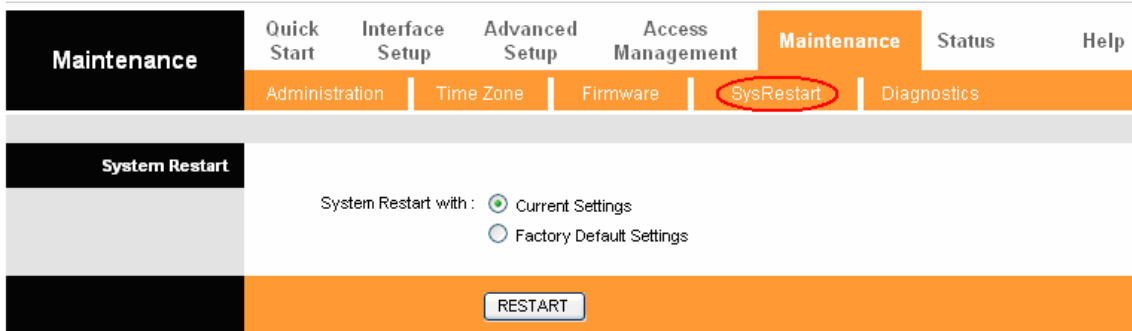 Maintenance
Quick Start
Interface Setup
Advanced Setup
Access Management
Maintenance
Status
Help
Administration
Time Zone
Firmware
SysRestart
Diagnostics
System Restart
System Restart with :
Current Settings
Factory Default Settings
RESTART